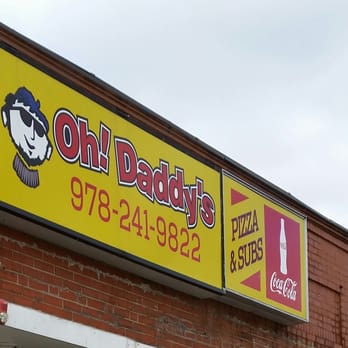 Oh! Daddy's
978-241-9822
PIZZA
& SUBS
Coca-Cola